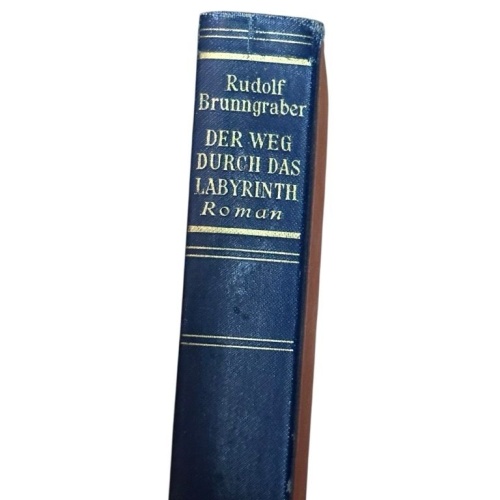 Rudolf
Brunngraber
DER WEG
DURCH DAS
LABYRINTH
Roman